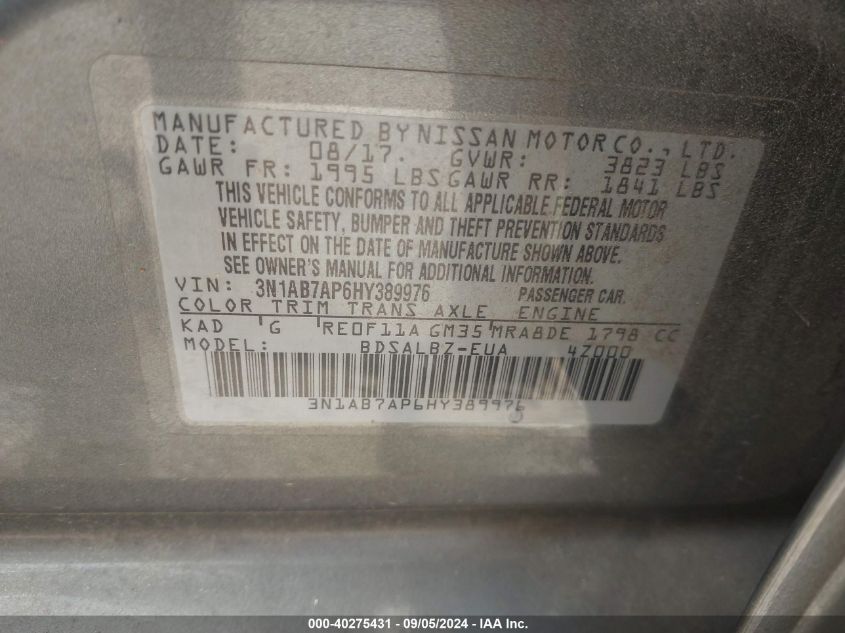 MANUFACTURED BY NISSAN MOTOR CO., LTD.
DATE: 08/17. GVWR: 3823 LBS
GAWR FR: 1995 LBS GAWR RR: 1841 LBS
THIS VEHICLE CONFORMS TO ALL APPLICABLE FEDERAL MOTOR
VEHICLE SAFETY, BUMPER AND THEFT PREVENTION STANDARDS
IN EFFECT ON THE DATE OF MANUFACTURE SHOWN ABOVE.
SEE OWNER'S MANUAL FOR ADDITIONAL INFORMATION.
VIN: 3N1AB7AP6HY389976 PASSENGER CAR.
COLOR TRIM TRANS AXLE ENGINE
KAD G RE0F11A GM35 MRA8DE 1798 CC
MODEL: BDSALBZ-EUA 4Z000
3N1AB7AP6HY389976
000-40275431 - 09/05/2024 - IAA Inc.